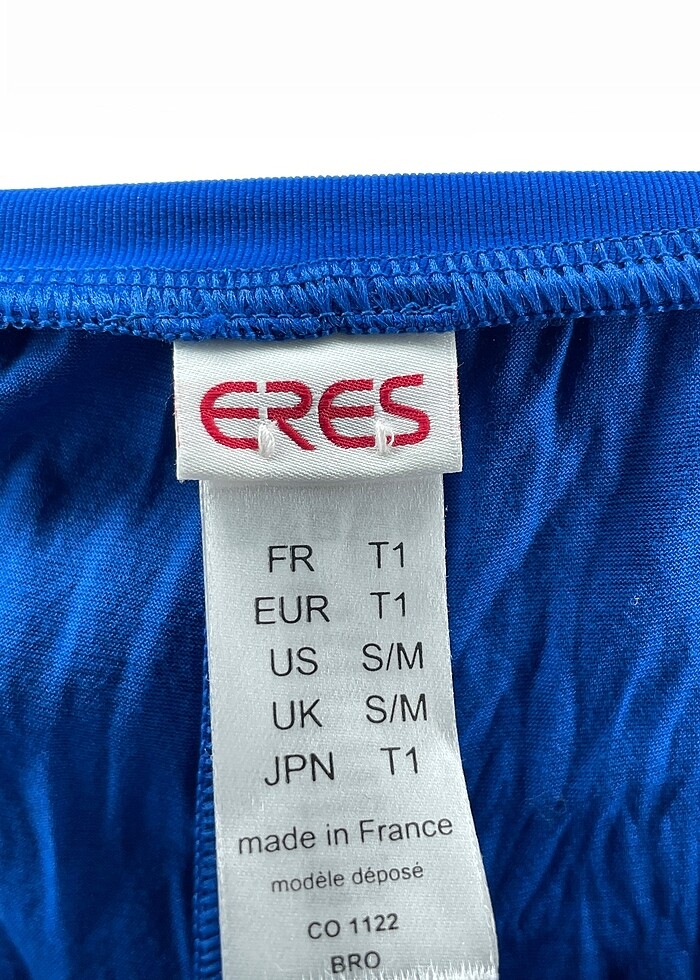 ERES
FR T1
EUR T1
US S/M
UK S/M
JPN T1
made in France
modèle déposé
CO 1122
BRO